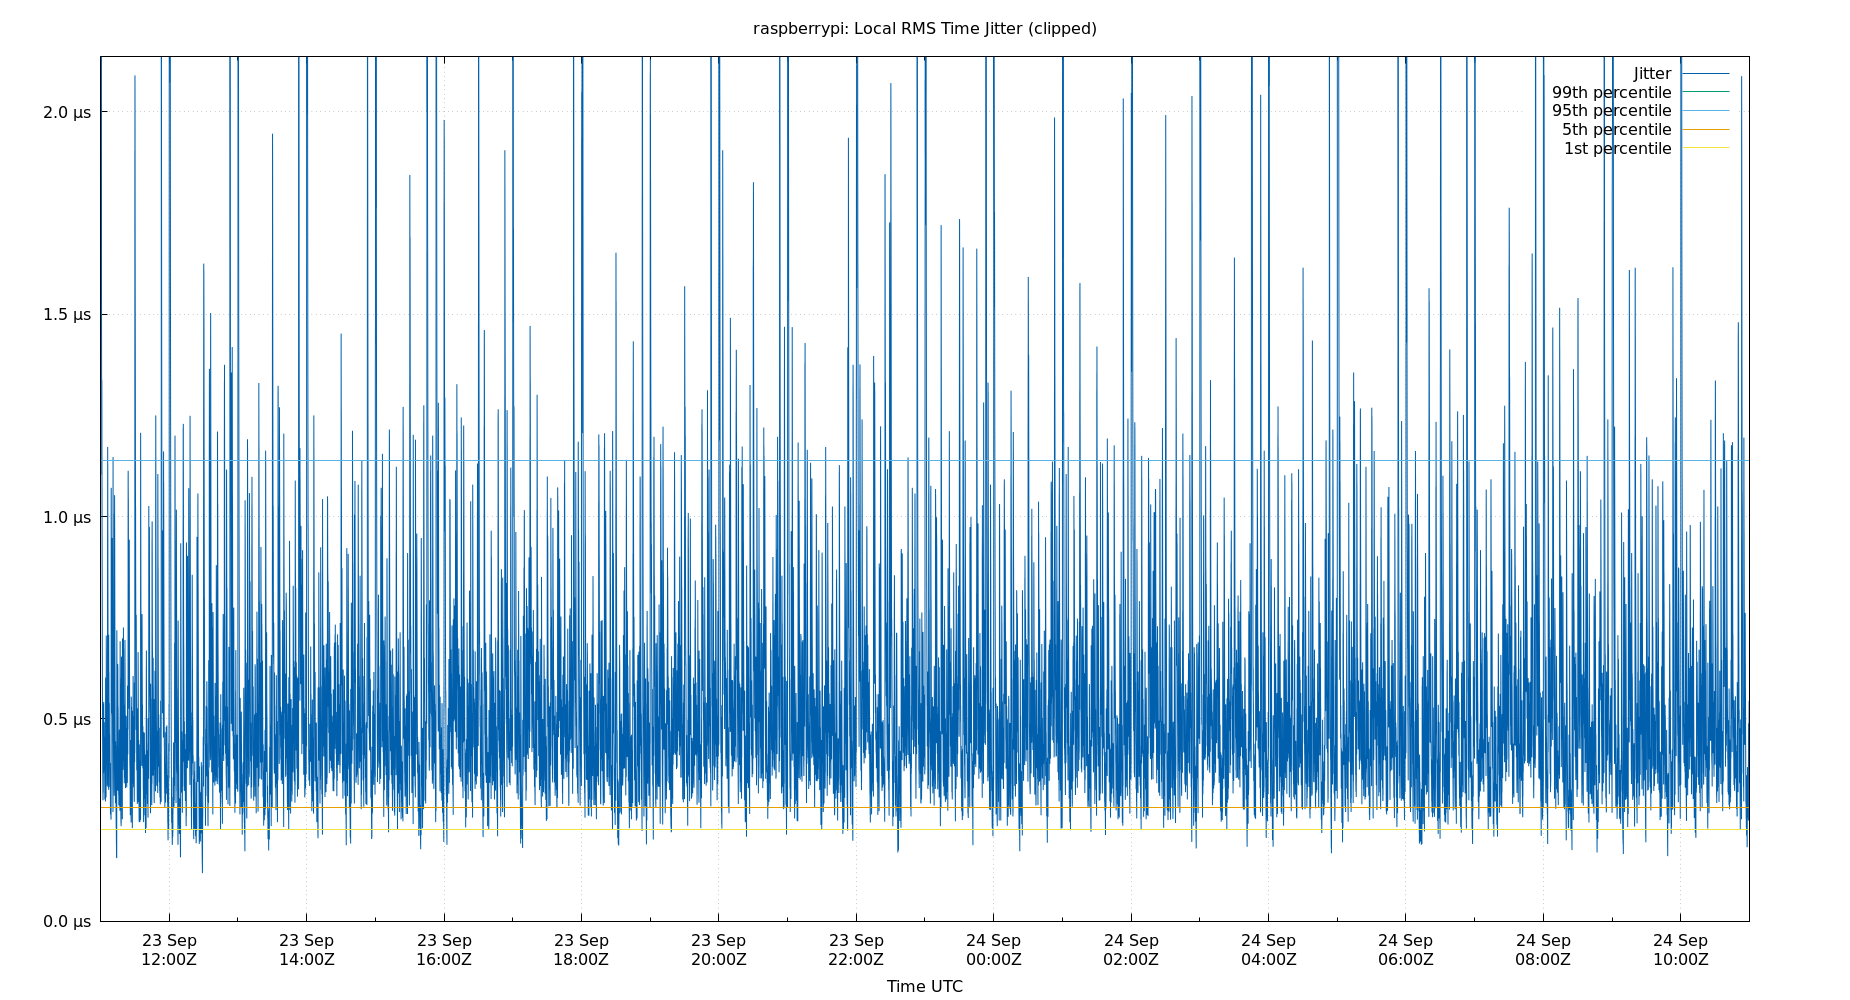 raspberrypi: Local RMS Time Jitter (clipped)
Jitter
99th percentile
95th percentile
5th percentile
1st percentile
2.0 µs
1.5 µs
1.0 µs
0.5 µs
0.0 µs
23 Sep 12:00Z
23 Sep 14:00Z
23 Sep 16:00Z
23 Sep 18:00Z
23 Sep 20:00Z
23 Sep 22:00Z
24 Sep 00:00Z
24 Sep 02:00Z
24 Sep 04:00Z
24 Sep 06:00Z
24 Sep 08:00Z
24 Sep 10:00Z
Time UTC